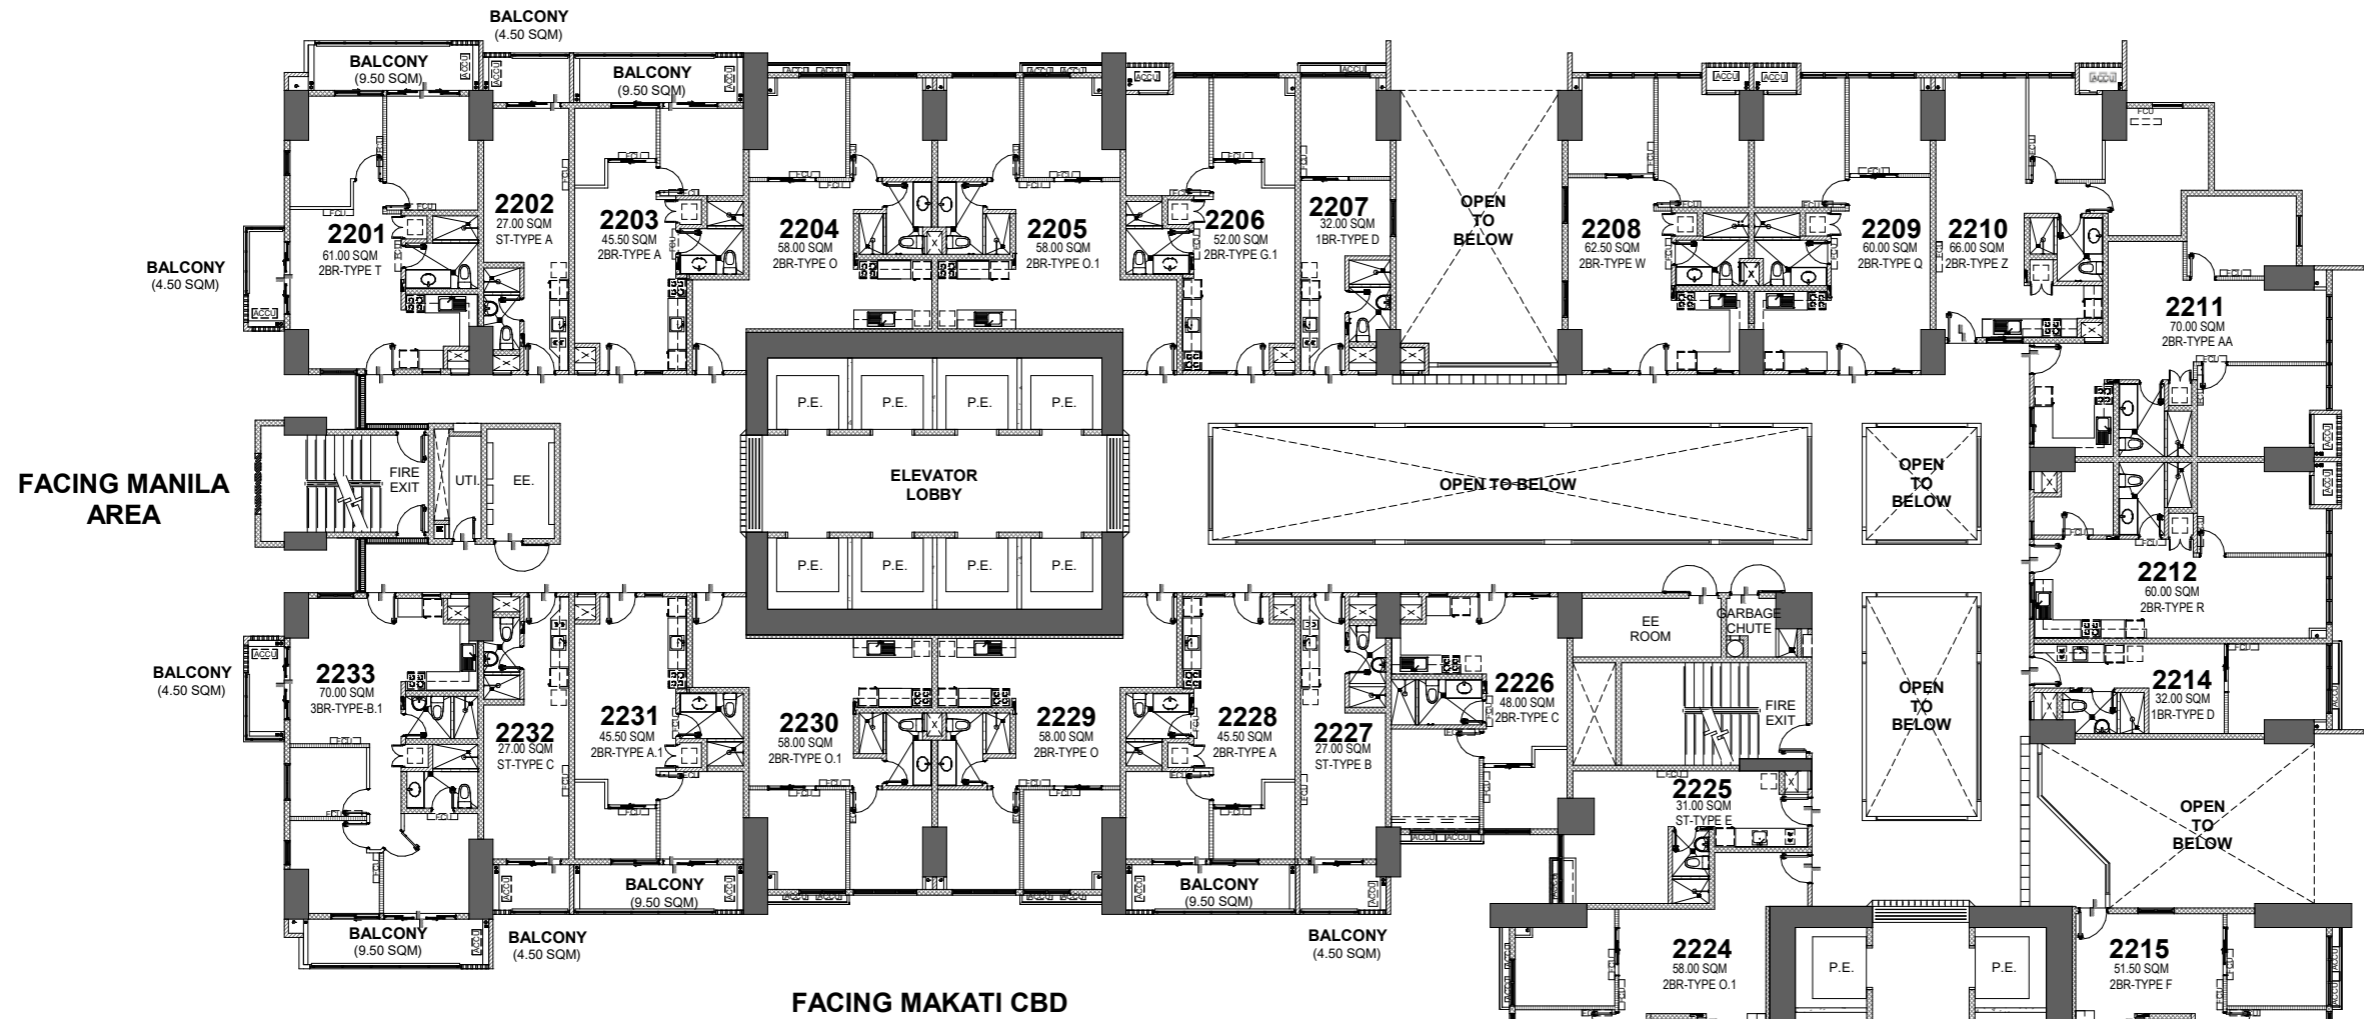 BALCONY
(4.50 SQM)
BALCONY
(9.50 SQM)
BALCONY
(9.50 SQM)
2201
61.00 SQM
2BR-TYPE T
2202
27.00 SQM
ST-TYPE A
2203
45.50 SQM
2BR-TYPE A
2204
58.00 SQM
2BR-TYPE O
2205
58.00 SQM
2BR-TYPE O.1
2206
52.00 SQM
2BR-TYPE G.1
2207
32.00 SQM
1BR-TYPE D
OPEN
TO
BELOW
2208
62.50 SQM
2BR-TYPE W
2209
60.00 SQM
2BR-TYPE Q
2210
66.00 SQM
2BR-TYPE Z
2211
70.00 SQM
2BR-TYPE AA
BALCONY
(4.50 SQM)
ACCU
P.E.
P.E.
P.E.
P.E.
FACING MANILA
AREA
FIRE
EXIT
UTI.
EE.
ELEVATOR
LOBBY
OPEN TO BELOW
OPEN
TO
BELOW
P.E.
P.E.
P.E.
P.E.
2212
60.00 SQM
2BR-TYPE R
EE
ROOM
GARBAGE
CHUTE
BALCONY
(4.50 SQM)
ACCU
2233
70.00 SQM
3BR-TYPE-B.1
2232
27.00 SQM
ST-TYPE C
2231
45.50 SQM
2BR-TYPE A.1
2230
58.00 SQM
2BR-TYPE O.1
2229
58.00 SQM
2BR-TYPE O
2228
45.50 SQM
2BR-TYPE A
2227
27.00 SQM
ST-TYPE B
2226
48.00 SQM
2BR-TYPE C
FIRE
EXIT
OPEN
TO
BELOW
2214
32.00 SQM
1BR-TYPE D
2225
31.00 SQM
ST-TYPE E
OPEN
TO
BELOW
BALCONY
(9.50 SQM)
BALCONY
(9.50 SQM)
BALCONY
(9.50 SQM)
BALCONY
(4.50 SQM)
BALCONY
(4.50 SQM)
2224
58.00 SQM
2BR-TYPE O.1
P.E.
P.E.
2215
51.50 SQM
2BR-TYPE F
FACING MAKATI CBD